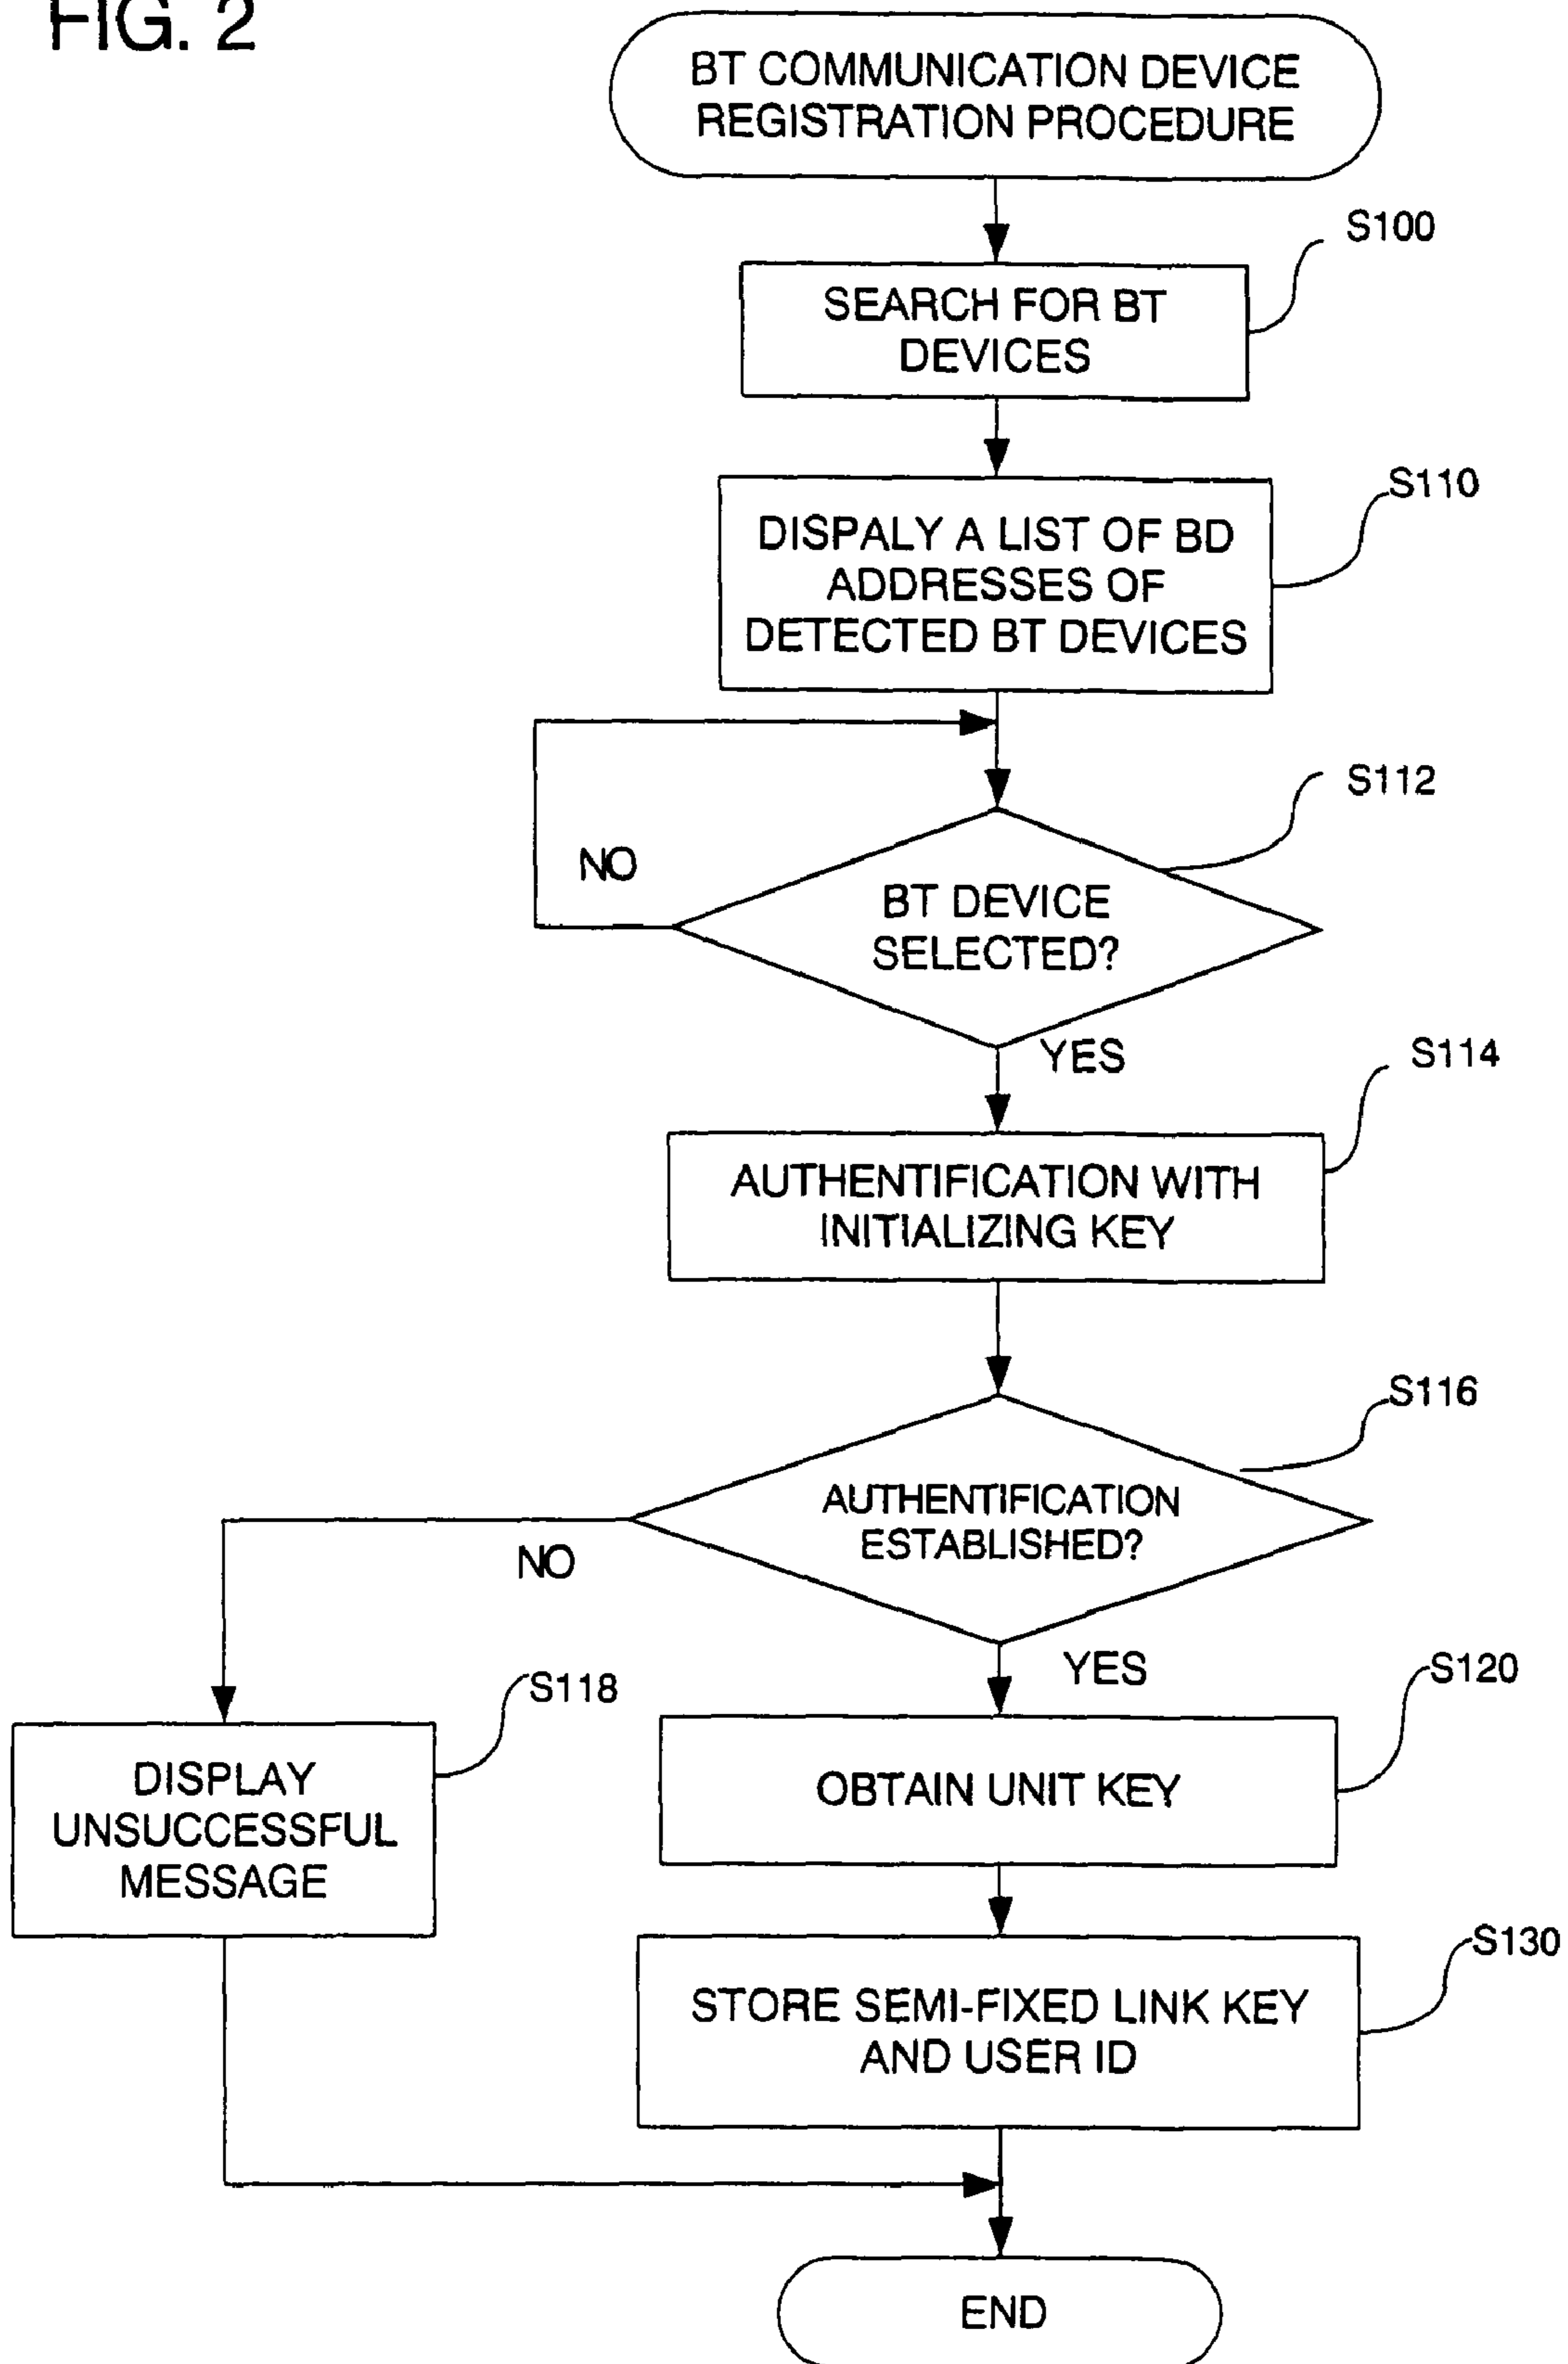 FIG. 2
BT COMMUNICATION DEVICE
REGISTRATION PROCEDURE
S100
SEARCH FOR BT
DEVICES
S110
DISPALY A LIST OF BD
ADDRESSES OF
DETECTED BT DEVICES
S112
NO
BT DEVICE
SELECTED?
YES
S114
AUTHENTIFICATION WITH
INITIALIZING KEY
S116
AUTHENTIFICATION
ESTABLISHED?
NO
YES
S118
S120
DISPLAY
UNSUCCESSFUL
MESSAGE
OBTAIN UNIT KEY
S130
STORE SEMI-FIXED LINK KEY
AND USER ID
END